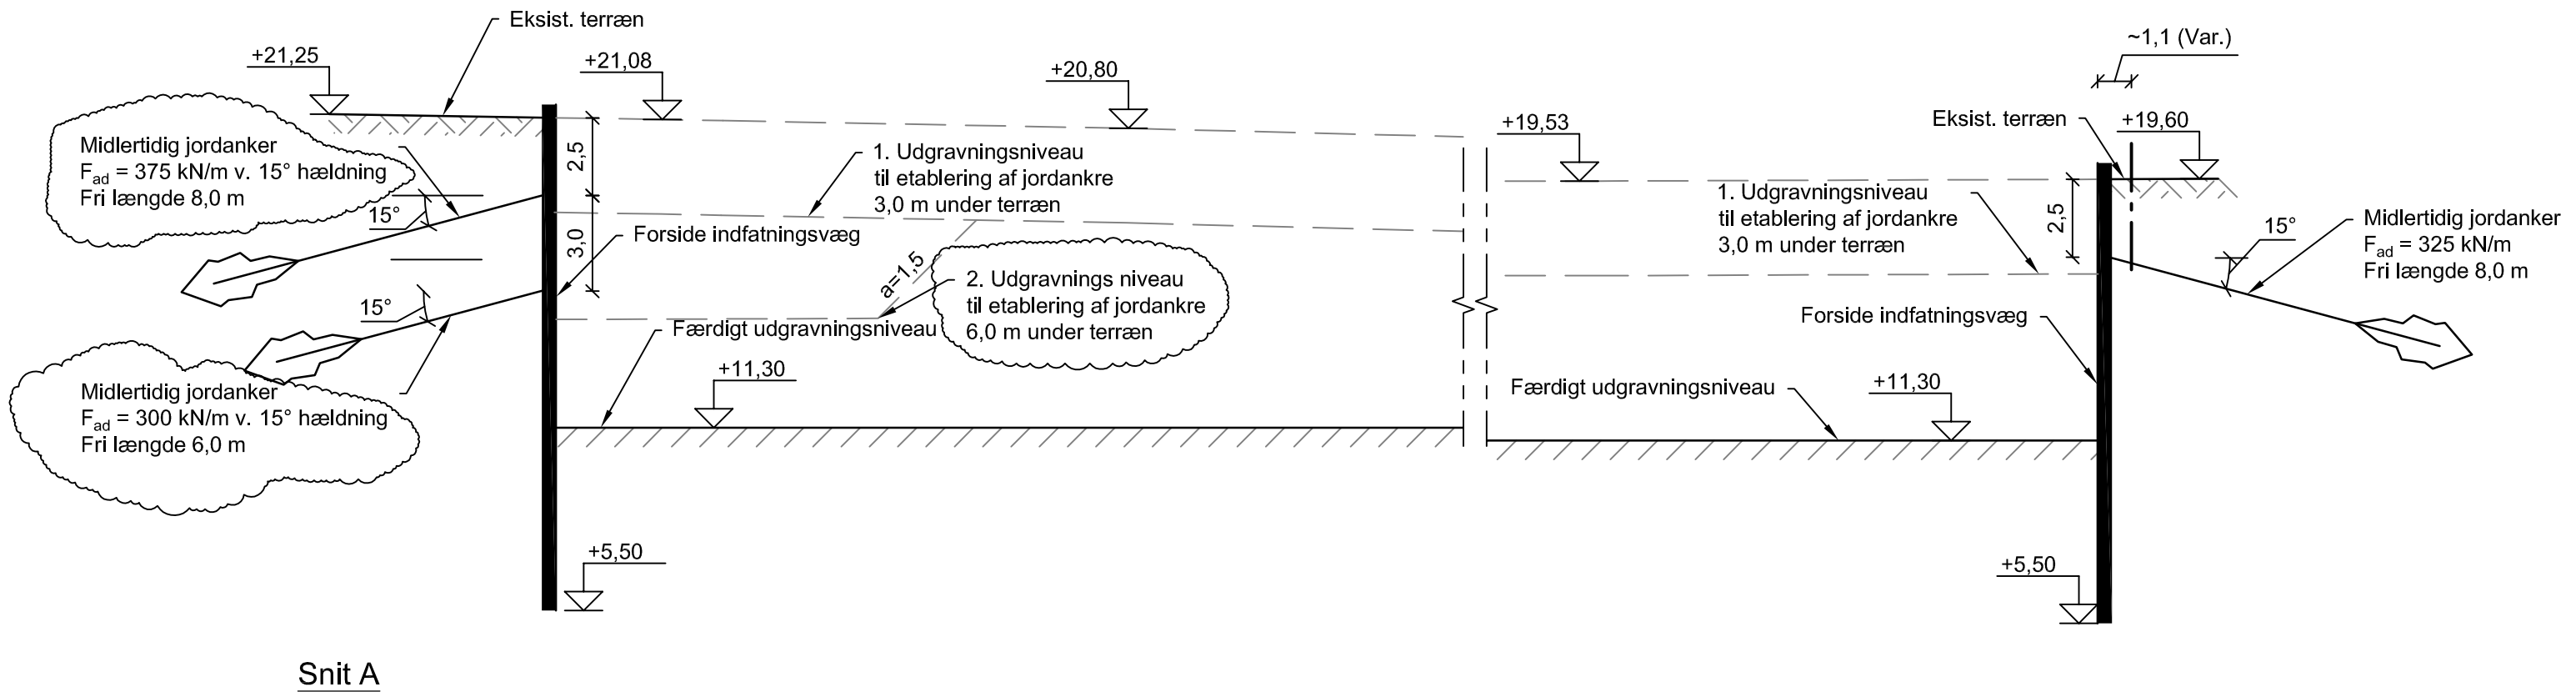 Eksist. terræn
+21,25
+21,08
+20,80
~1,1 (Var.)
Midlertidig jordanker
Fad = 375 kN/m v. 15° hældning
Fri længde 8,0 m
15°
2,5
3,0
1. Udgravningsniveau
til etablering af jordankre
3,0 m under terræn
Forside indfatningsvæg
a=1,5
2. Udgravnings niveau
til etablering af jordankre
6,0 m under terræn
15°
Færdigt udgravningsniveau
+11,30
Midlertidig jordanker
Fad = 300 kN/m v. 15° hældning
Fri længde 6,0 m
+5,50
+19,53
Eksist. terræn
+19,60
1. Udgravningsniveau
til etablering af jordankre
3,0 m under terræn
2,5
15°
Midlertidig jordanker
Fad = 325 kN/m
Fri længde 8,0 m
Forside indfatningsvæg
Færdigt udgravningsniveau
+11,30
+5,50
Snit A